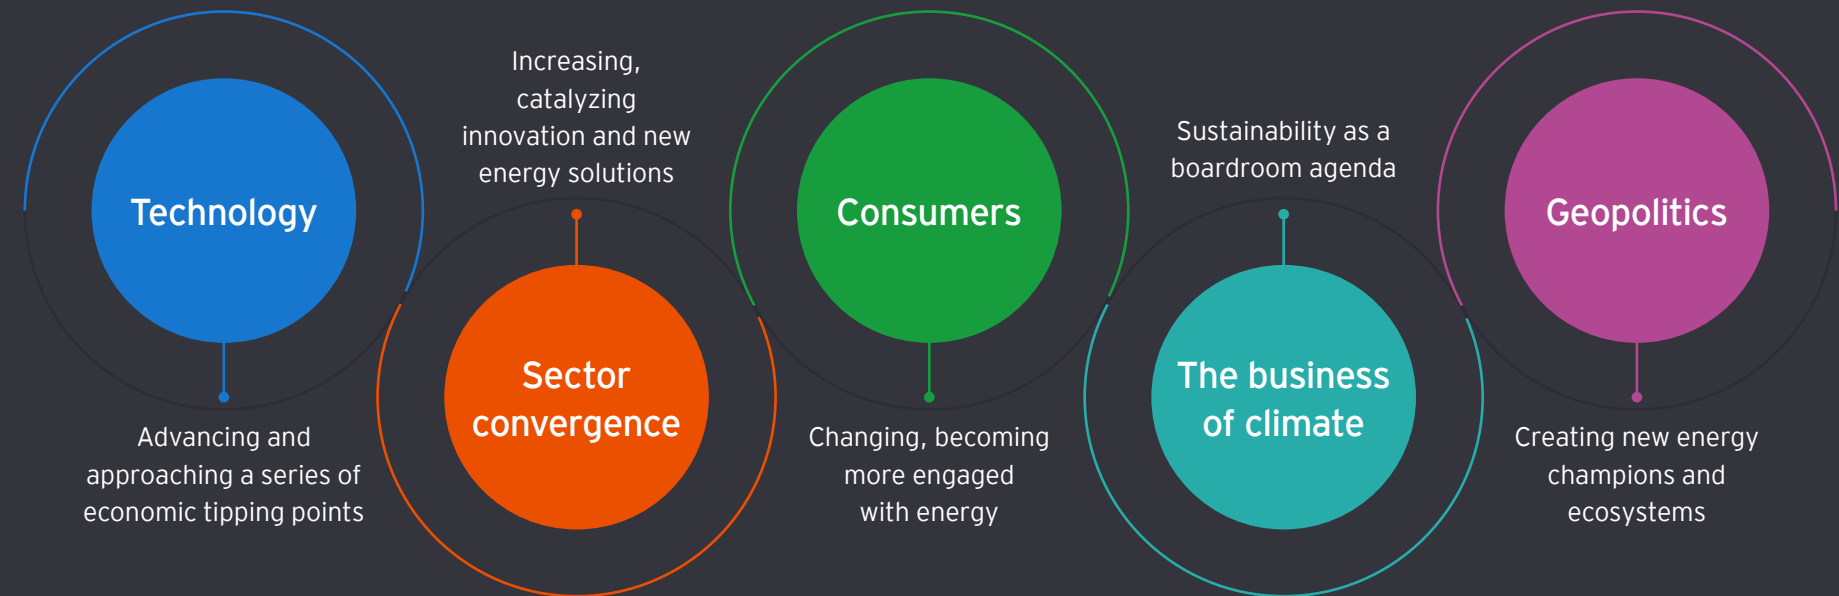 Technology
Advancing and
approaching a series of
economic tipping points
Increasing,
catalyzing
innovation and new
energy solutions
Sector
convergence
Consumers
Changing, becoming
more engaged
with energy
Sustainability as a
boardroom agenda
The business
of climate
Geopolitics
Creating new energy
champions and
ecosystems